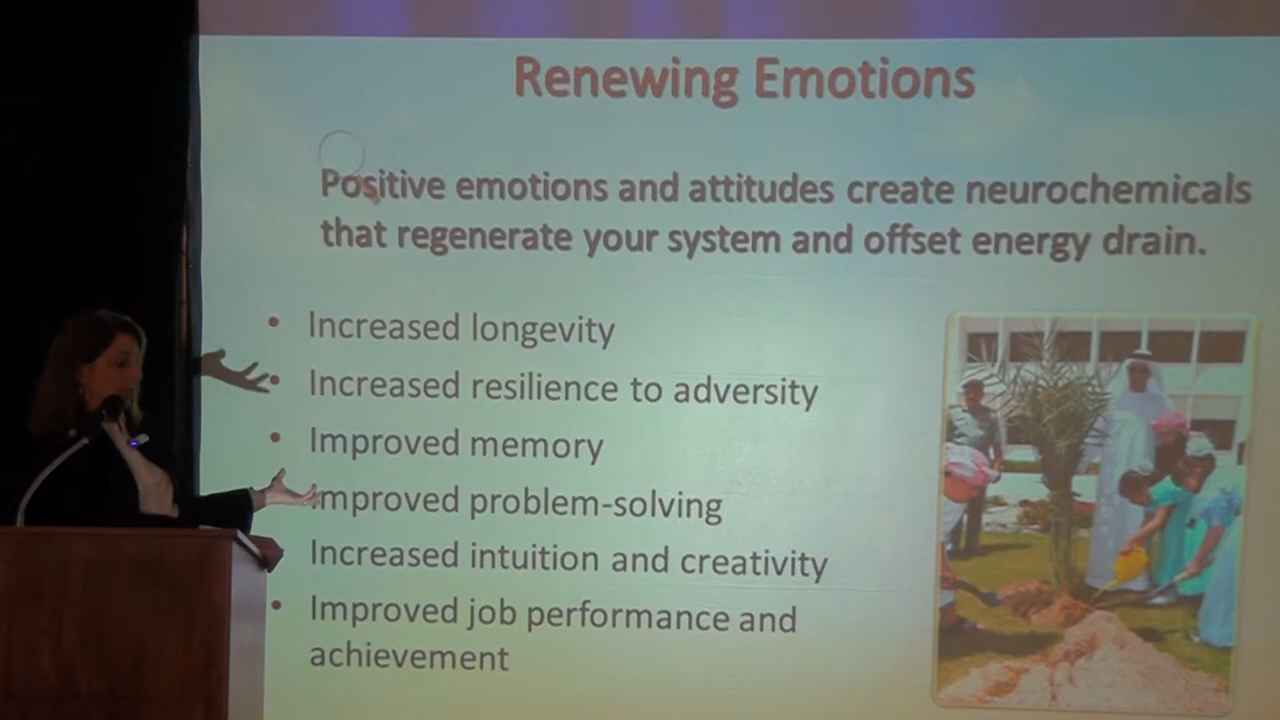 Renewing Emotions
Positive emotions and attitudes create neurochemicals
that regenerate your system and offset energy drain.
• Increased longevity
• Increased resilience to adversity
• Improved memory
Improved problem-solving
Increased intuition and creativity
• Improved job performance and
achievement